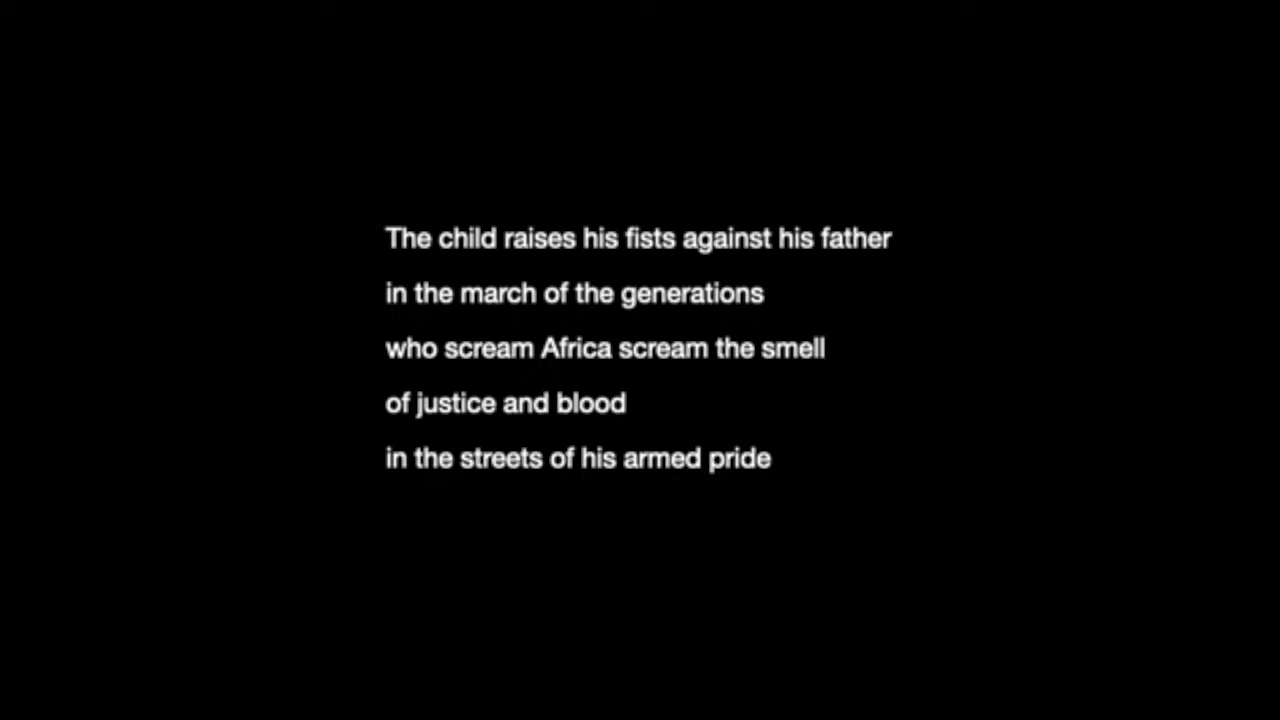 The child raises his fists against his father
in the march of the generations
who scream Africa scream the smell
of justice and blood
in the streets of his armed pride